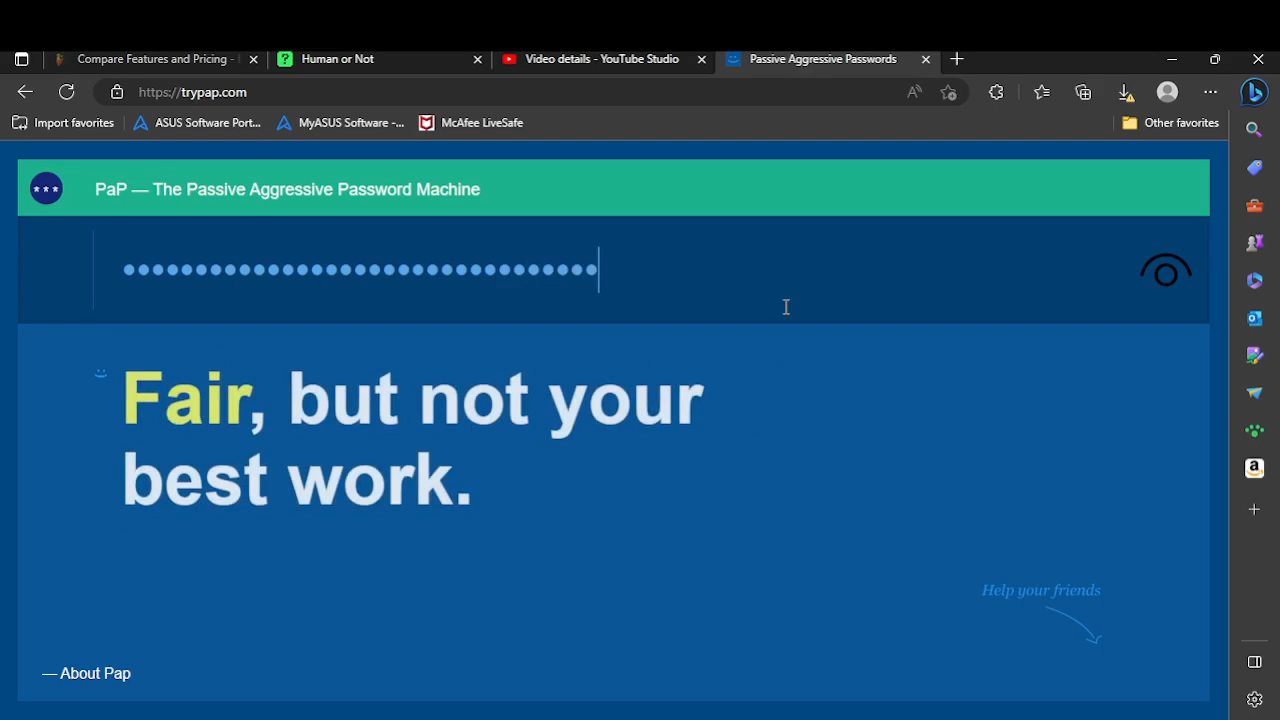 Compare Features and Pricing -
Human or Not
Video details - YouTube Studio
Passive Aggressive Passwords
https://trypap.com
Import favorites
ASUS Software Port...
MyASUS Software -...
McAfee LiveSafe
Other favorites
*** PaP — The Passive Aggressive Password Machine
Fair, but not your
best work.
Help your friends
— About Pap